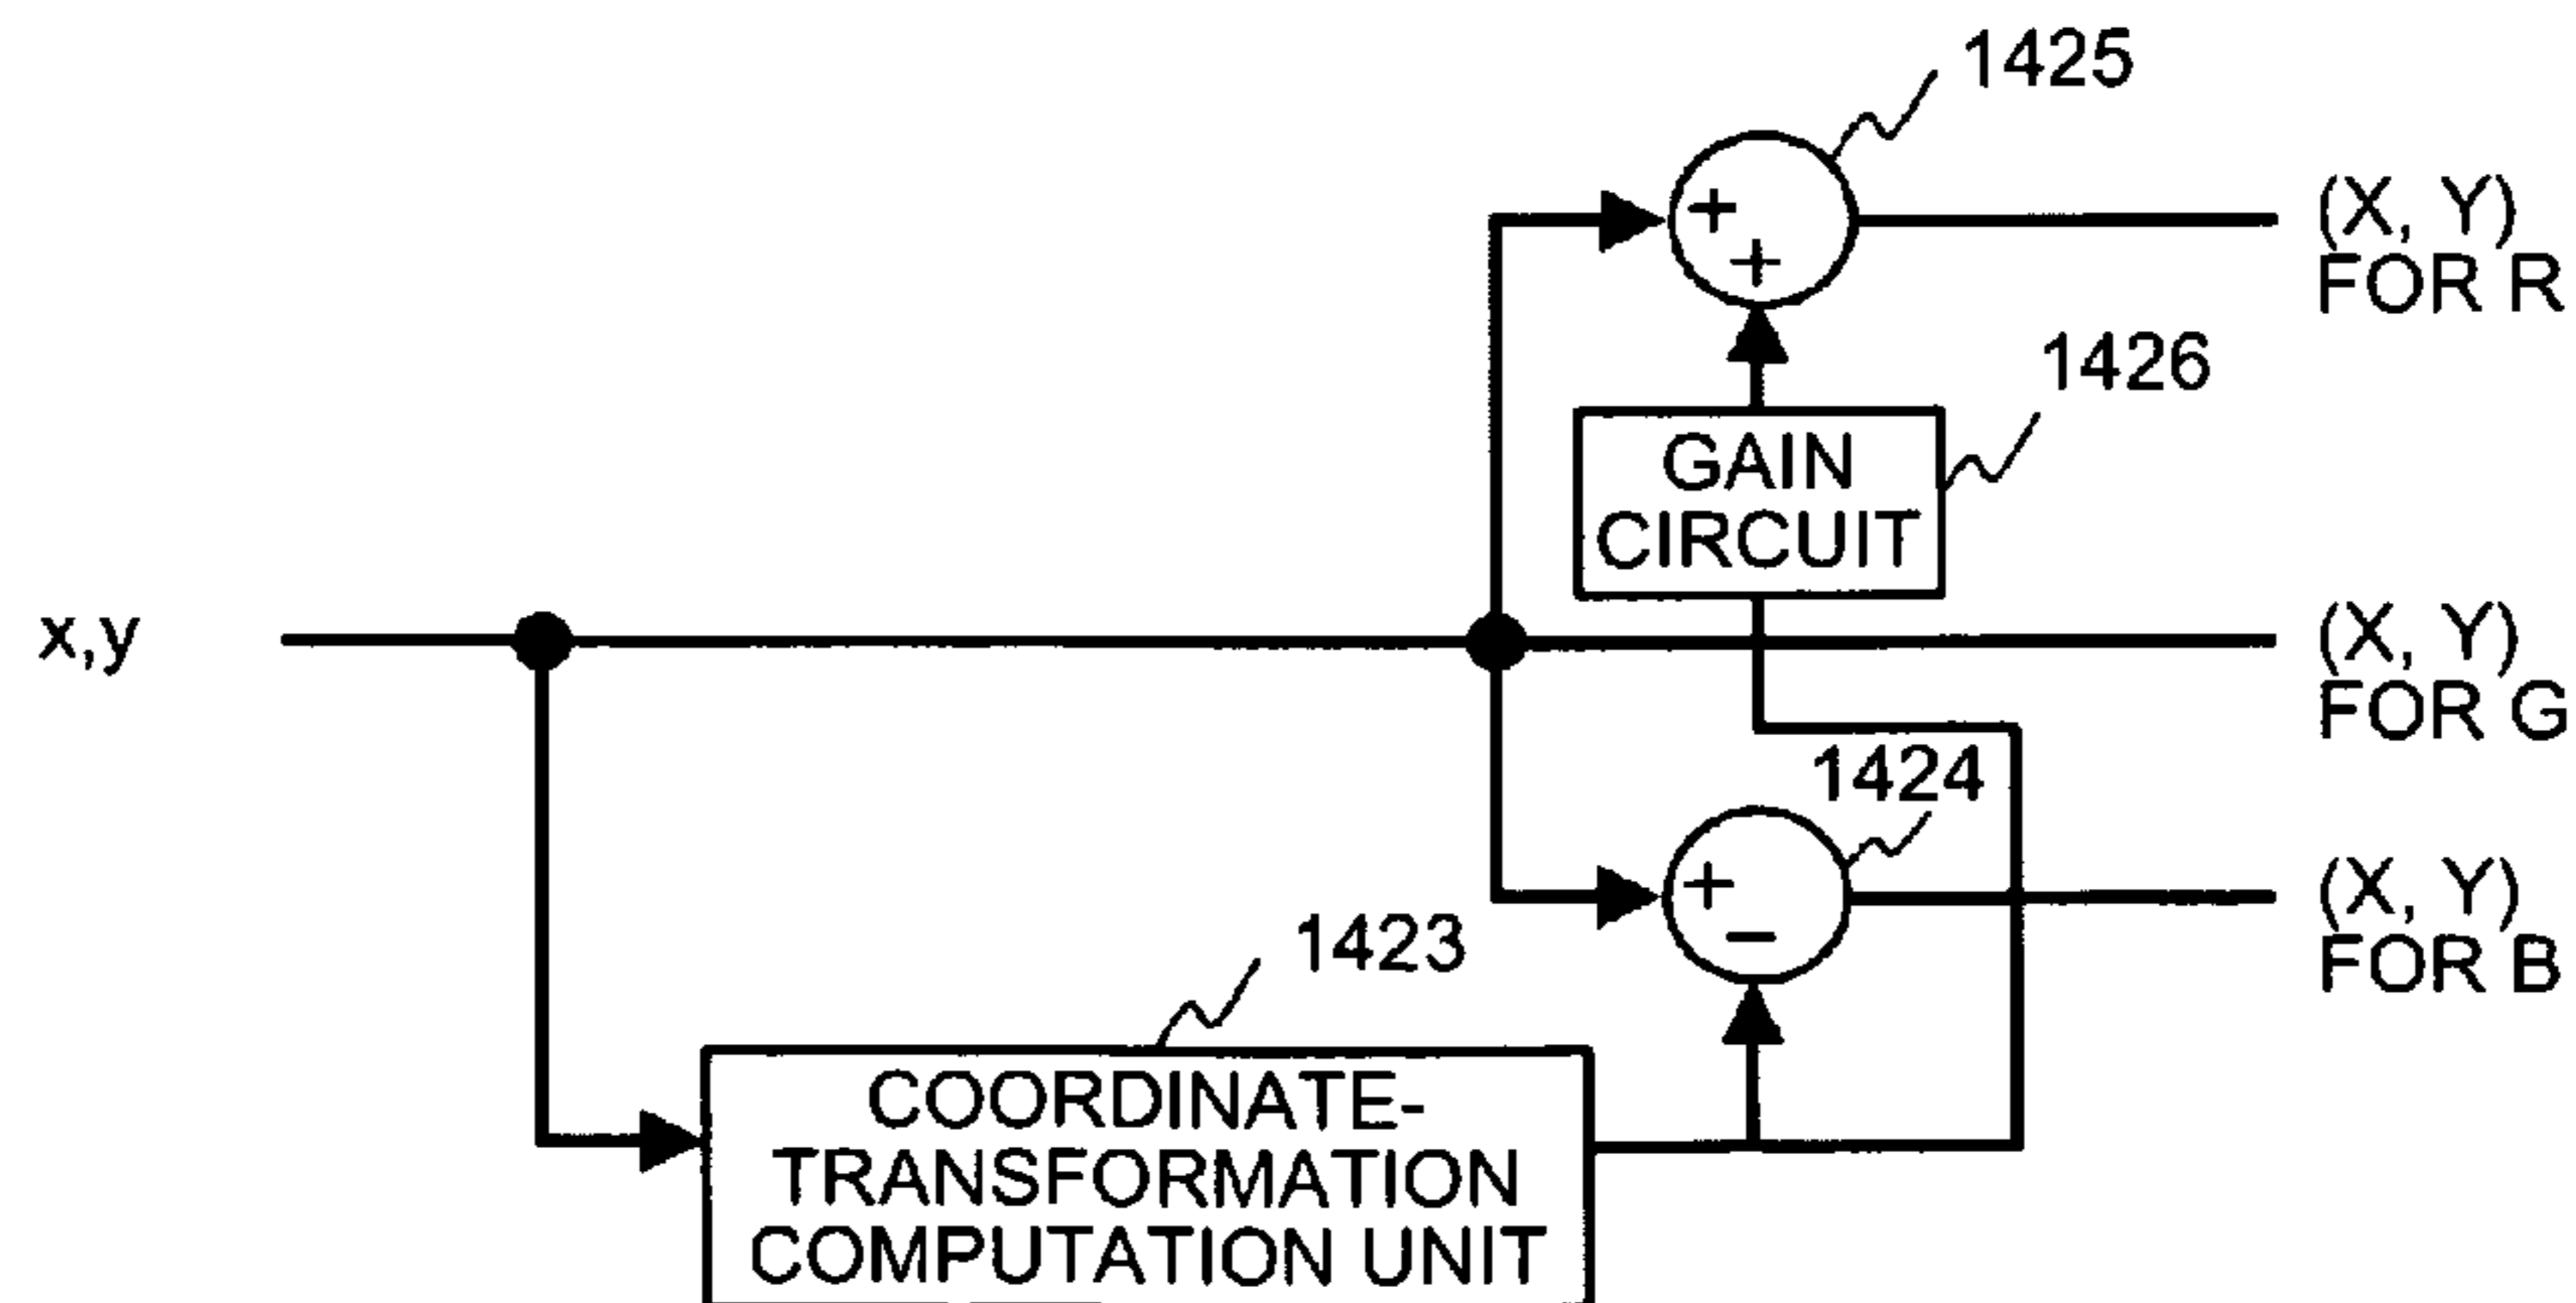 1425
(X, Y)
FOR R
1426
GAIN
CIRCUIT
x,y
(X, Y)
FOR G
1424
+
+
+
−
(X, Y)
FOR B
1423
COORDINATE-
TRANSFORMATION
COMPUTATION UNIT